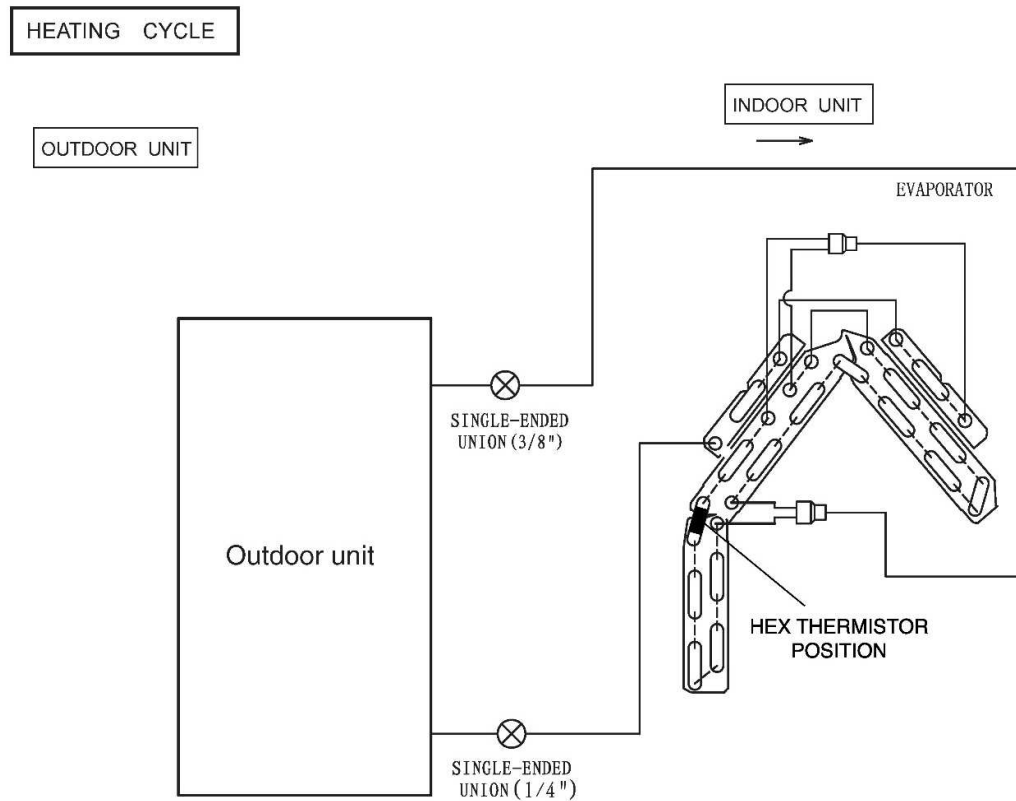 HEATING CYCLE
INDOOR UNIT
OUTDOOR UNIT
EVAPORATOR
SINGLE-ENDED
UNION(3/8")
Outdoor unit
HEX THERMISTOR
POSITION
SINGLE-ENDED
UNION(1/4")